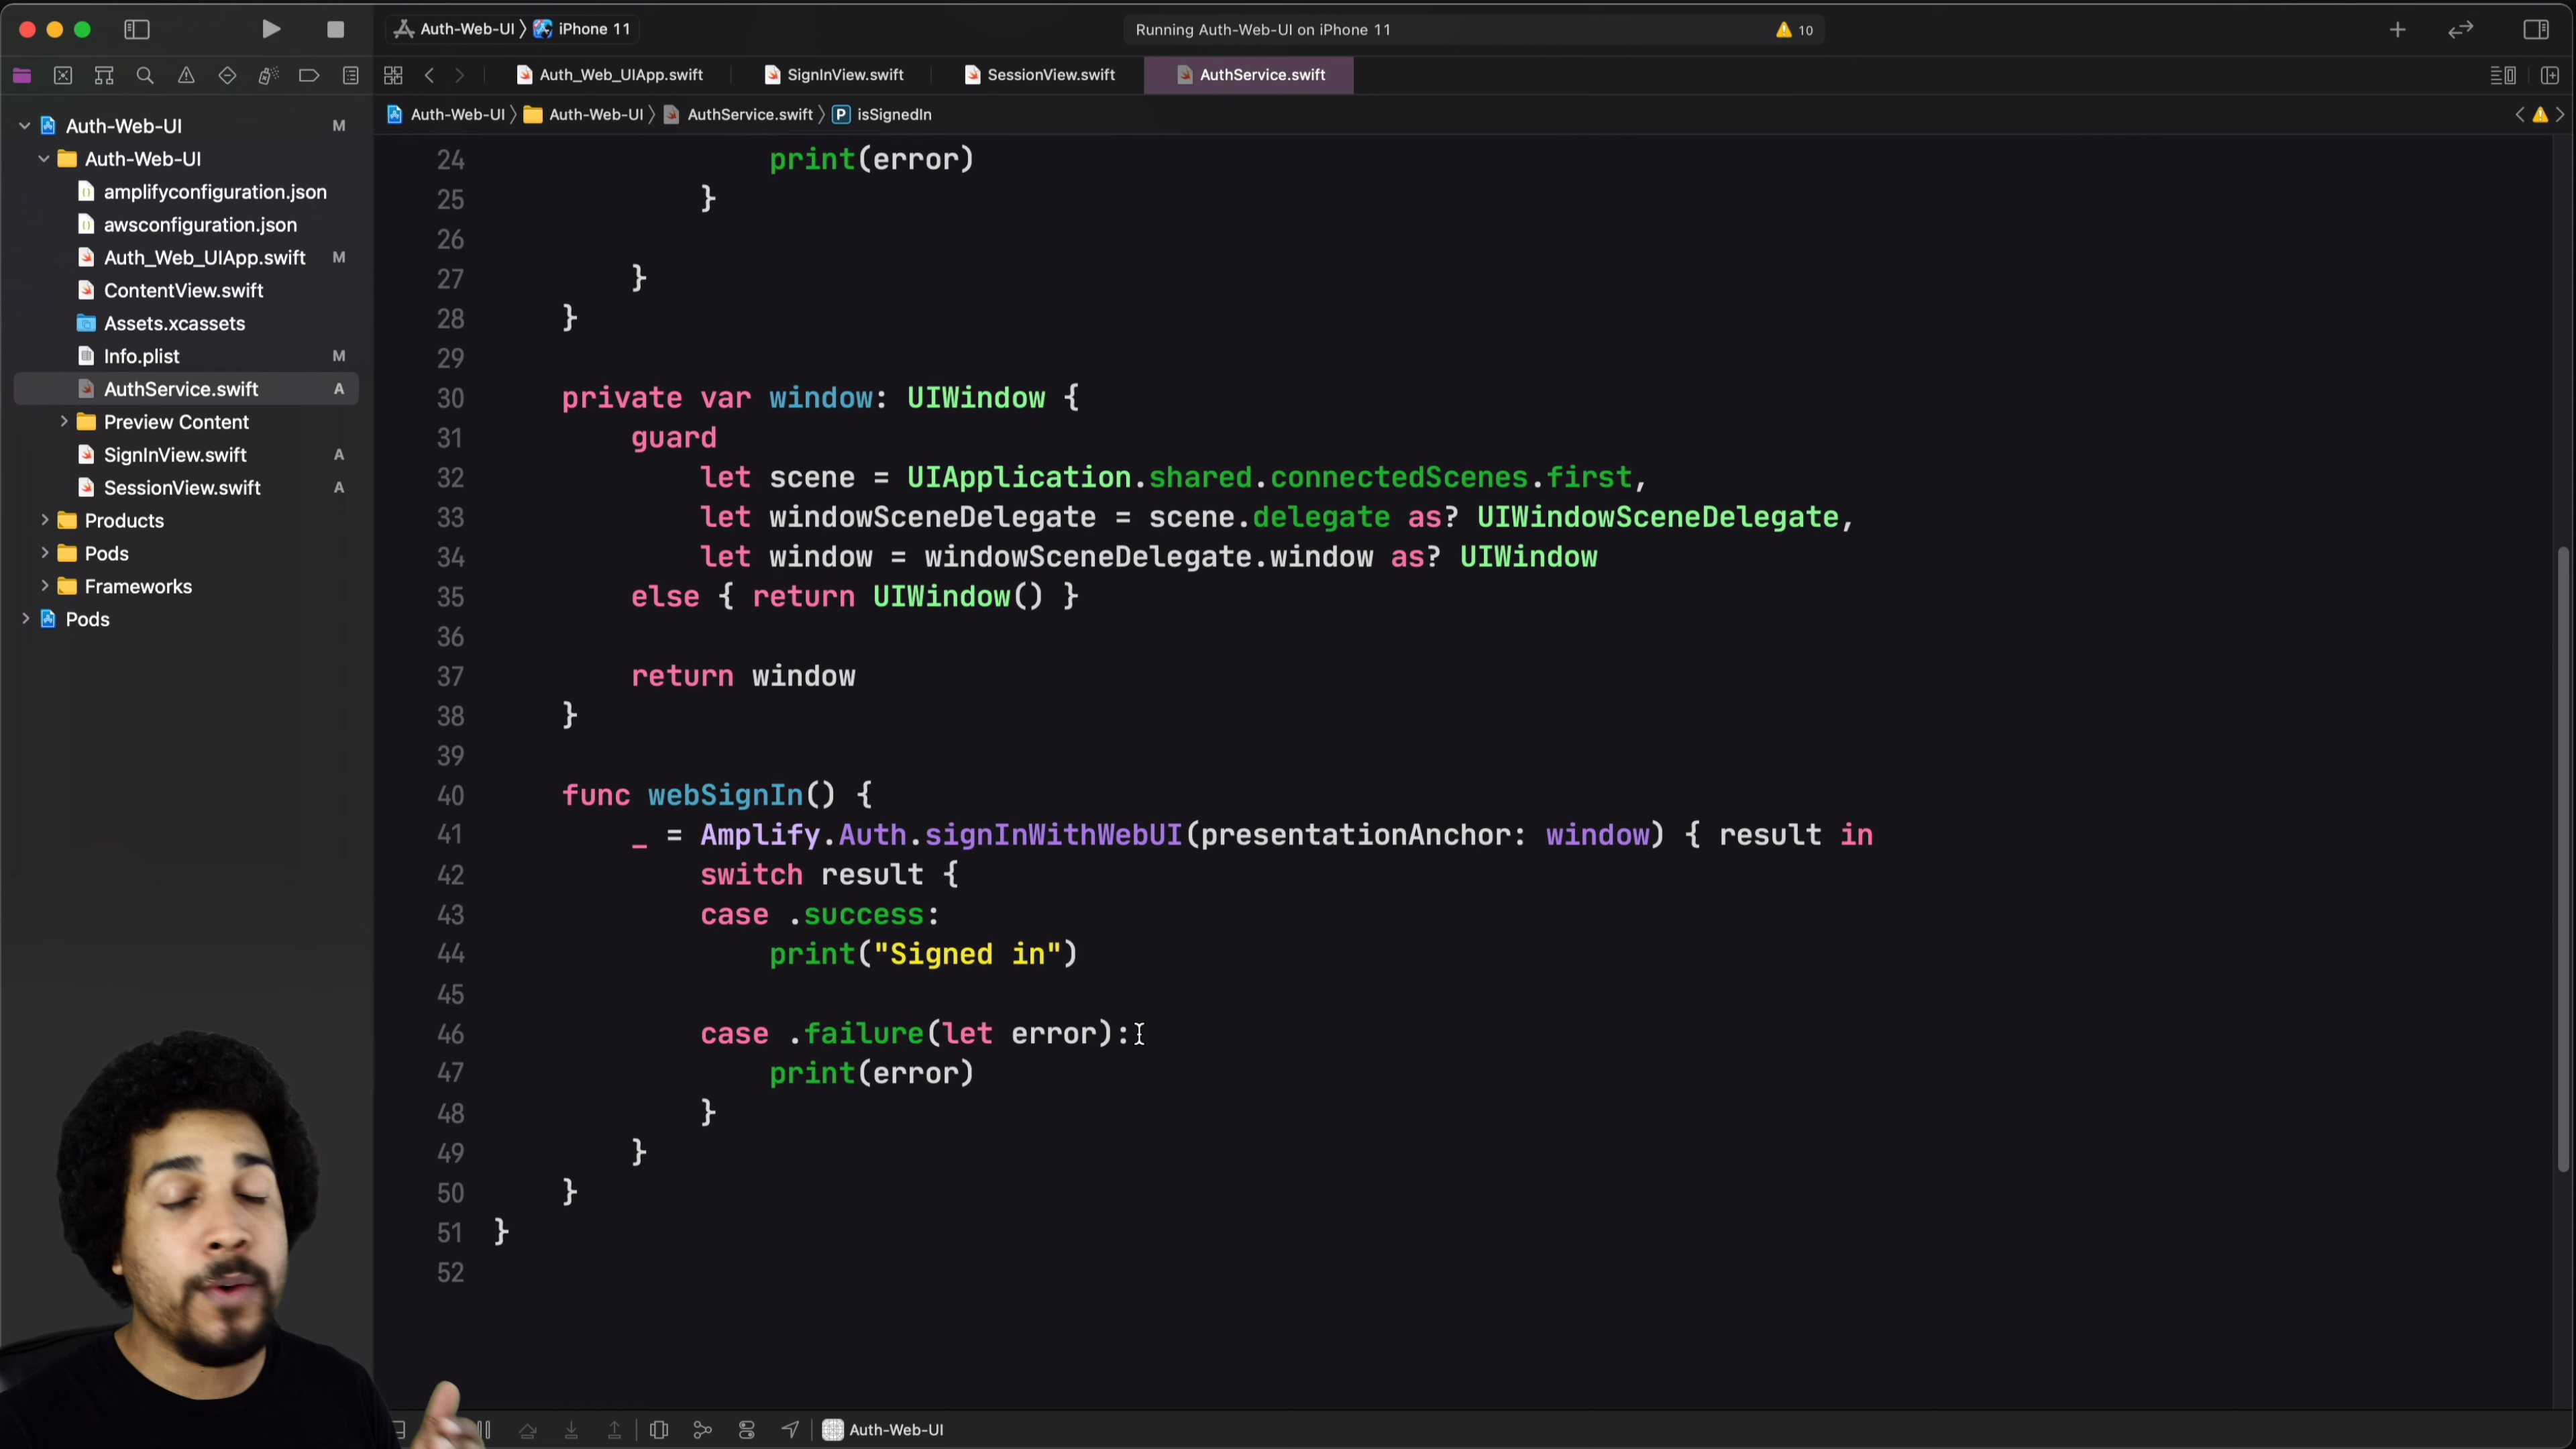 Auth-Web-UI 〉 iPhone 11
Running Auth-Web-UI on iPhone 11
10
Auth_Web_UIApp.swift
SignInView.swift
SessionView.swift
AuthService.swift
Auth-Web-UI 〉 Auth-Web-UI 〉 AuthService.swift 〉 P isSignedIn
Auth-Web-UI M
Auth-Web-UI
amplifyconfiguration.json
awsconfiguration.json
Auth_Web_UIApp.swift M
ContentView.swift
Assets.xcassets
Info.plist M
AuthService.swift A
Preview Content
SignInView.swift A
SessionView.swift A
Products
Pods
Frameworks
Pods
24 print(error)
25 }
26
27 }
28 }
29
30 private var window: UIWindow {
31 guard
32 let scene = UIApplication.shared.connectedScenes.first,
33 let windowSceneDelegate = scene.delegate as? UIWindowSceneDelegate,
34 let window = windowSceneDelegate.window as? UIWindow
35 else { return UIWindow() }
36
37 return window
38 }
39
40 func webSignIn() {
41 _ = Amplify.Auth.signInWithWebUI(presentationAnchor: window) { result in
42 switch result {
43 case .success:
44 print("Signed in")
45
46 case .failure(let error):
47 print(error)
48 }
49 }
50 }
51 }
52
Auth-Web-UI